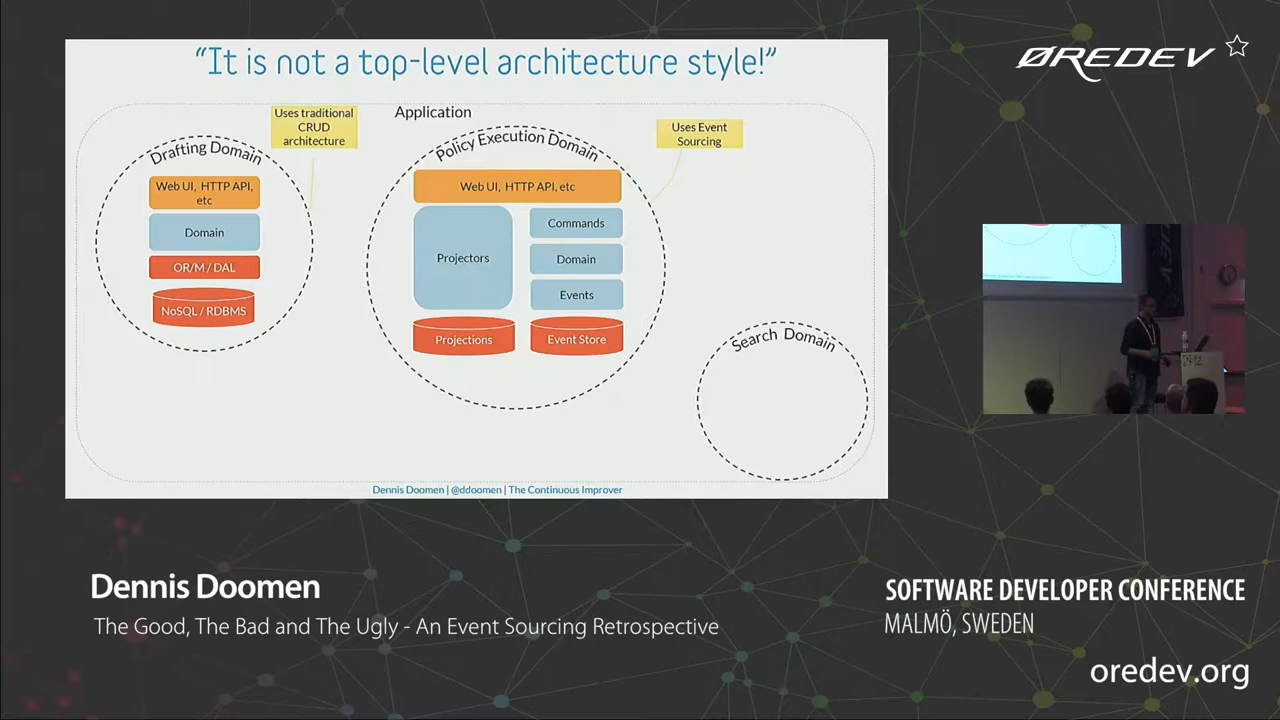 “It is not a top-level architecture style!”
Application
Uses traditional
CRUD
architecture
Uses Event
Sourcing
Drafting Domain
Web UI, HTTP API,
etc
Domain
OR/M / DAL
NoSQL / RDBMS
Policy Execution Domain
Web UI, HTTP API, etc
Projectors
Commands
Domain
Events
Projections
Event Store
Search Domain
Dennis Doomen | @ddoomen | The Continuous Improver
ØREDEV
Dennis Doomen
The Good, The Bad and The Ugly - An Event Sourcing Retrospective
SOFTWARE DEVELOPER CONFERENCE
MALMÖ, SWEDEN
oredev.org